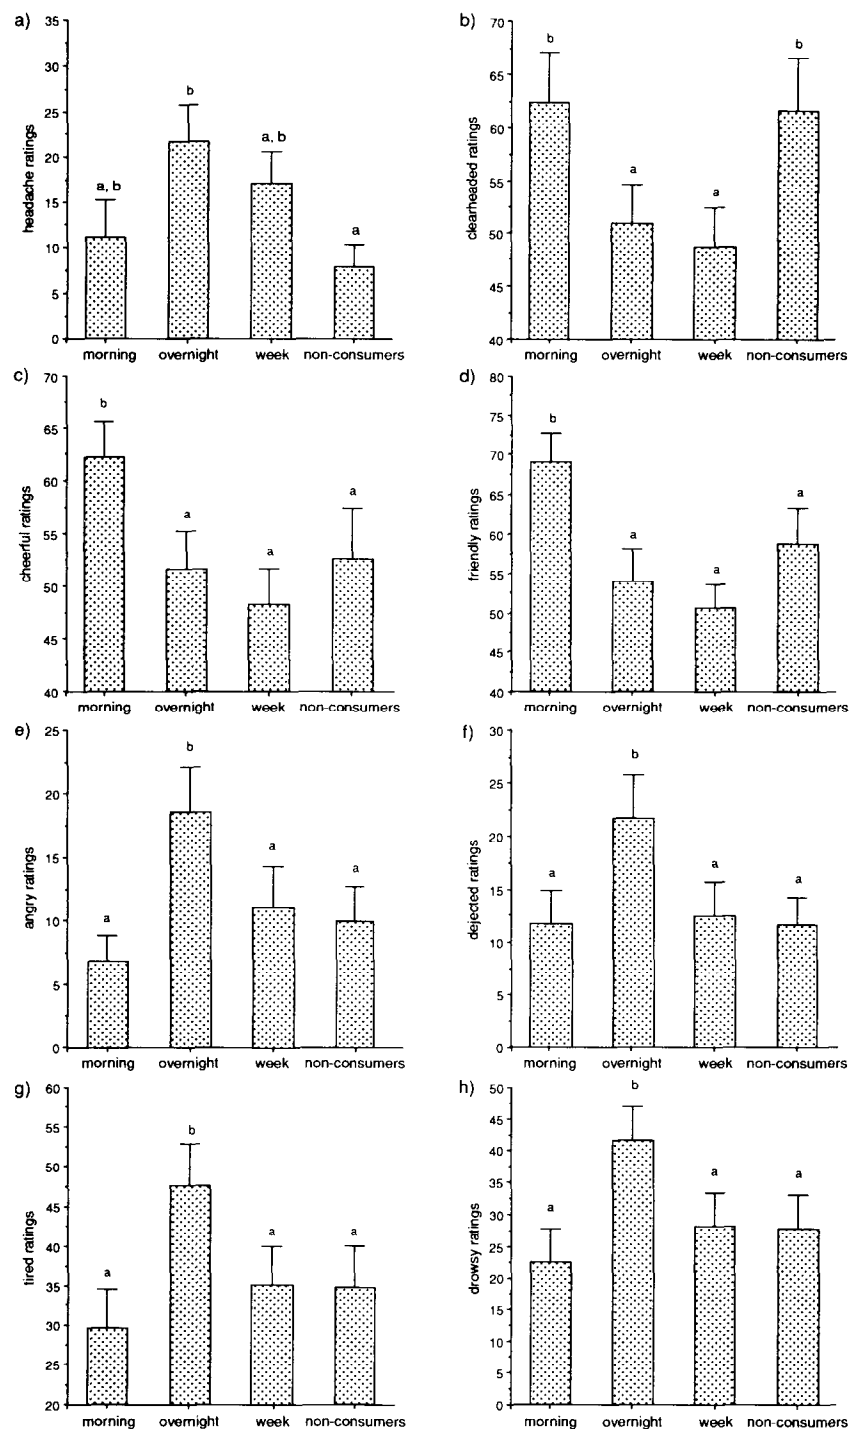 a)
headache ratings
35
30
25
20
15
10
5
0
a, b
b
a, b
a
morning overnight week non-consumers
b)
clearheaded ratings
70
65
60
55
50
45
40
b
a
a
b
morning overnight week non-consumers
c)
cheerful ratings
70
65
60
55
50
45
40
b
a
a
a
morning overnight week non-consumers
d)
friendly ratings
80
75
70
65
60
55
50
45
40
b
a
a
a
morning overnight week non-consumers
e)
angry ratings
25
20
15
10
5
0
a
b
a
a
morning overnight week non-consumers
f)
dejected ratings
30
25
20
15
10
5
0
a
b
a
a
morning overnight week non-consumers
g)
tired ratings
60
55
50
45
40
35
30
25
20
a
b
a
a
morning overnight week non-consumers
h)
drowsy ratings
50
45
40
35
30
25
20
15
10
5
0
a
b
a
a
morning overnight week non-consumers